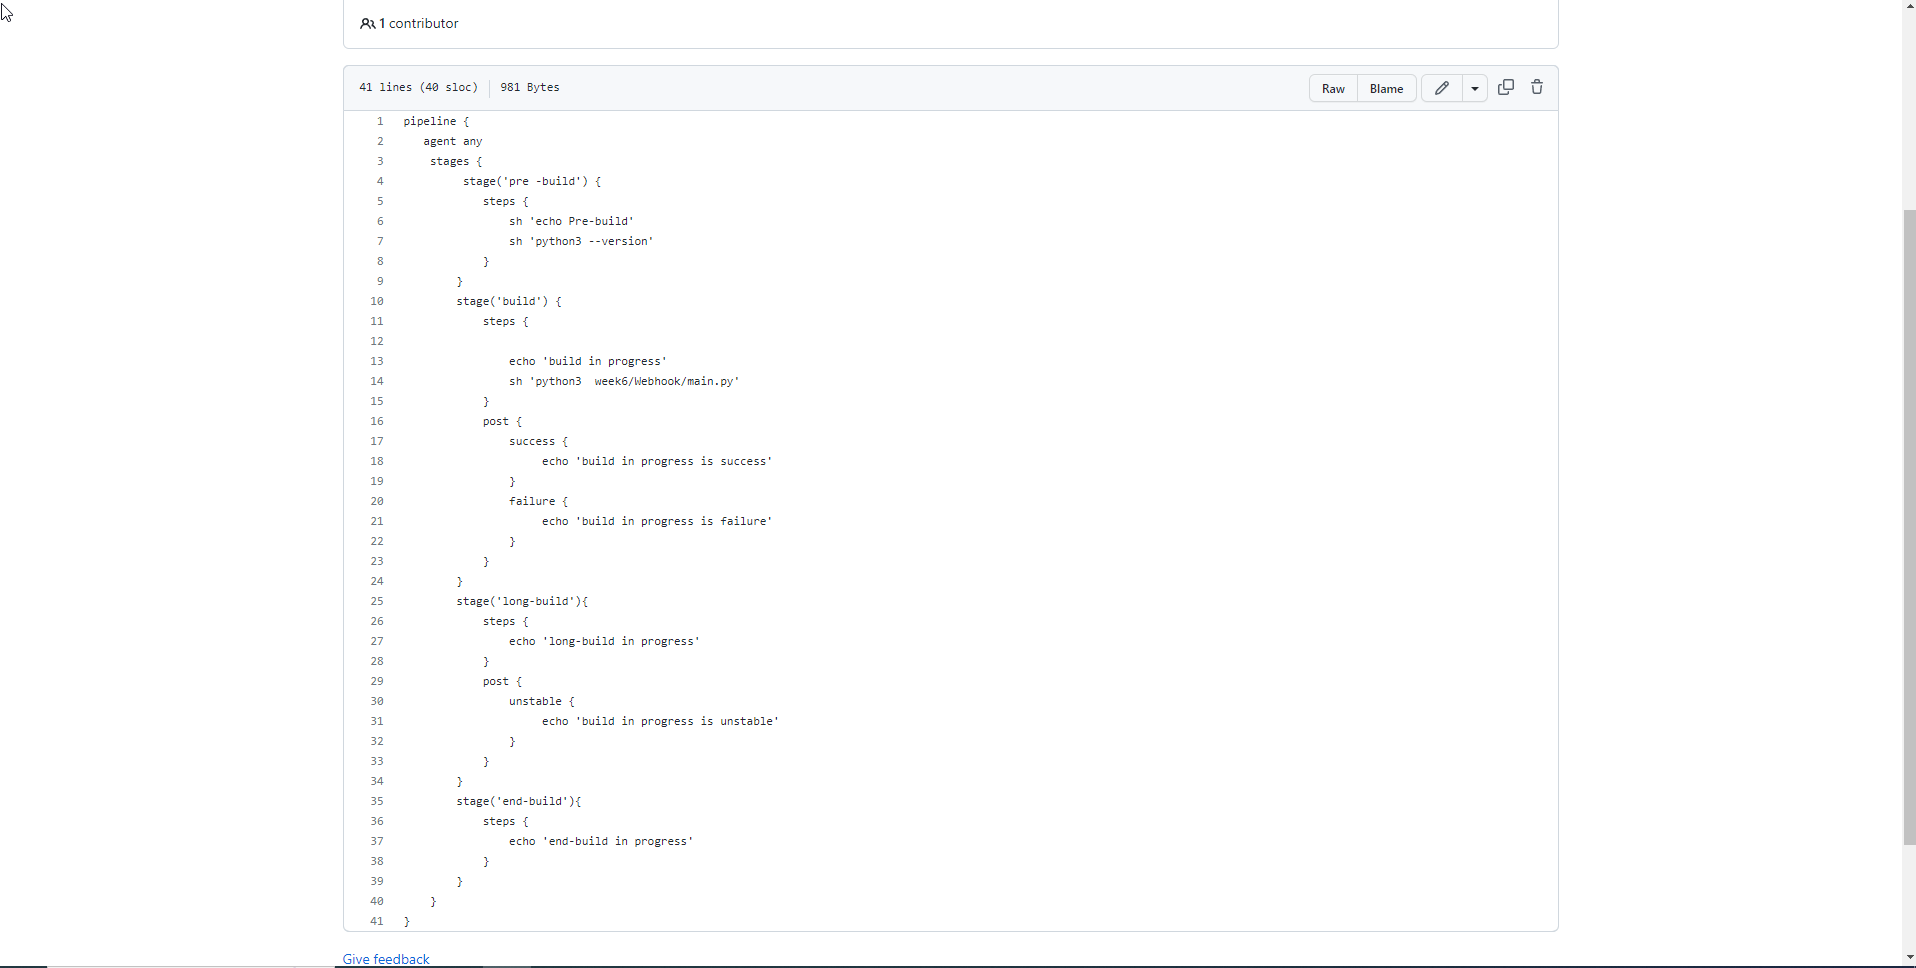 1 contributor
41 lines (40 sloc) 981 Bytes Raw Blame
1 pipeline {
2    agent any
3     stages {
4          stage('pre -build') {
5             steps {
6                 sh 'echo Pre-build'
7                 sh 'python3 --version'
8             }
9         }
10         stage('build') {
11             steps {
12
13                 echo 'build in progress'
14                 sh 'python3  week6/Webhook/main.py'
15             }
16             post {
17                 success {
18                      echo 'build in progress is success'
19                 }
20                 failure {
21                      echo 'build in progress is failure'
22                 }
23             }
24         }
25         stage('long-build'){
26             steps {
27                 echo 'long-build in progress'
28             }
29             post {
30                 unstable {
31                      echo 'build in progress is unstable'
32                 }
33             }
34         }
35         stage('end-build'){
36             steps {
37                 echo 'end-build in progress'
38             }
39         }
40     }
41 }
Give feedback